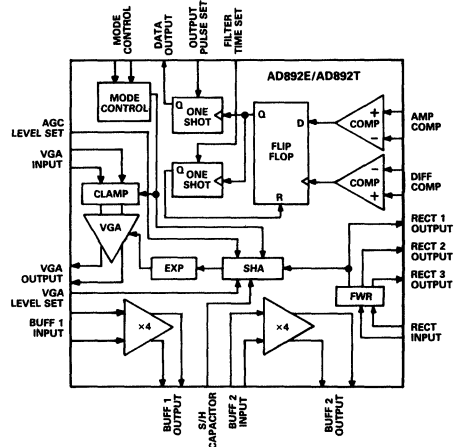 MODE
CONTROL
DATA
OUTPUT
OUTPUT
PULSE SET
FILTER
TIME SET
AD892E/AD892T
MODE
CONTROL
Q
ONE
SHOT
Q
D
FLIP
FLOP
R
+
COMP
−
AMP
COMP
AGC
LEVEL SET
VGA
INPUT
Q
ONE
SHOT
−
COMP
+
DIFF
COMP
CLAMP
VGA
EXP
SHA
RECT 1
OUTPUT
RECT 2
OUTPUT
RECT 3
OUTPUT
FWR
VGA
OUTPUT
VGA
LEVEL SET
BUFF 1
INPUT
×4
×4
RECT
INPUT
BUFF 1
OUTPUT
S/H
CAPACITOR
BUFF 2
INPUT
BUFF 2
OUTPUT